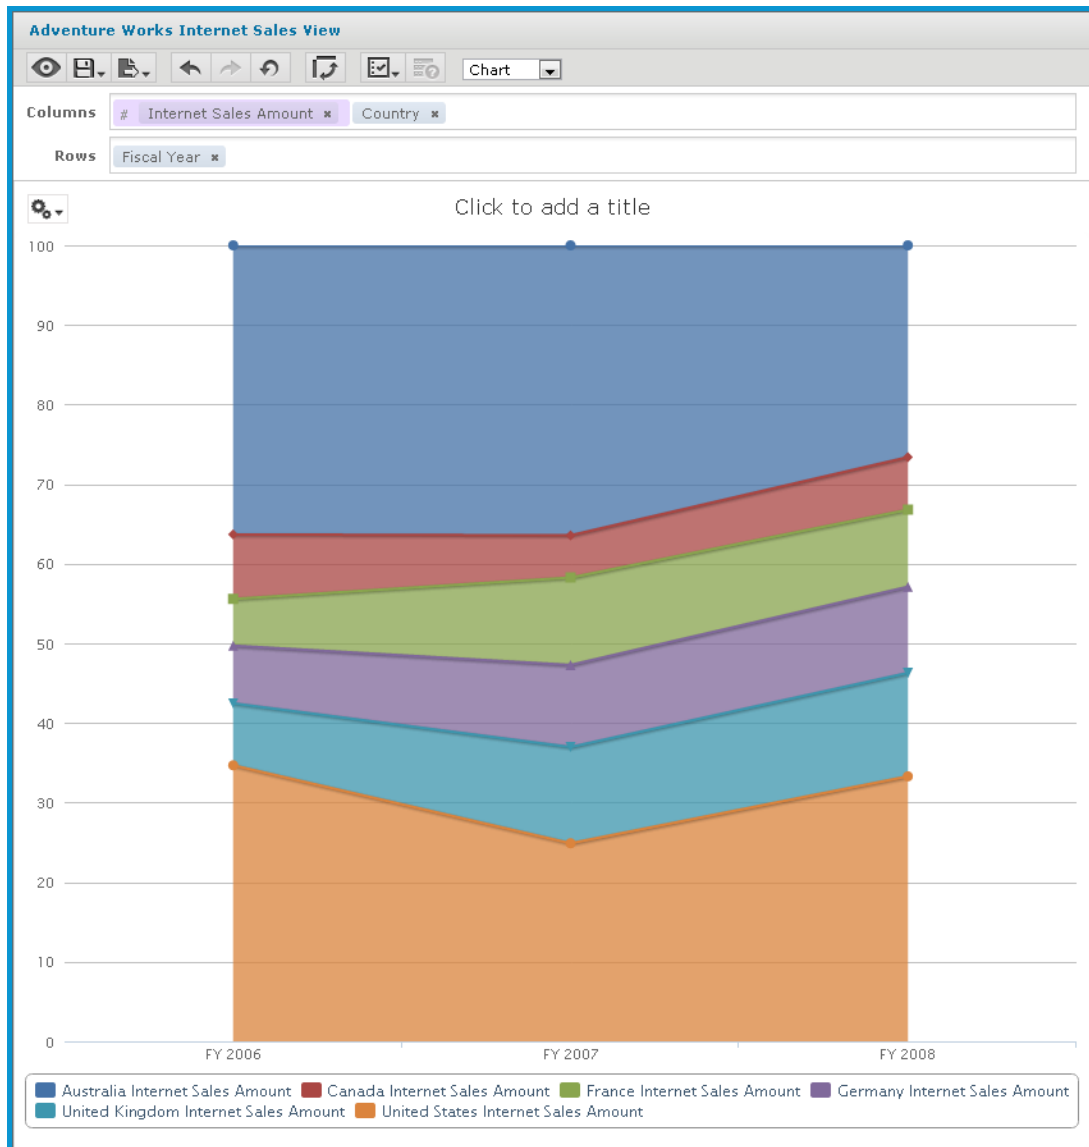 Adventure Works Internet Sales View
Chart
Columns # Internet Sales Amount × Country ×
Rows Fiscal Year ×
Click to add a title
100
90
80
70
60
50
40
30
20
10
0
FY 2006 FY 2007 FY 2008
Australia Internet Sales Amount Canada Internet Sales Amount France Internet Sales Amount Germany Internet Sales Amount
United Kingdom Internet Sales Amount United States Internet Sales Amount